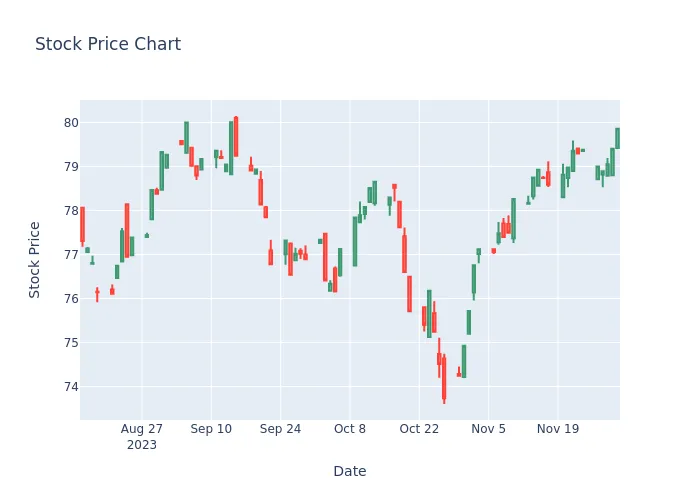 Stock Price Chart
Stock Price
80
79
78
77
76
75
74
Aug 27
2023
Sep 10
Sep 24
Oct 8
Oct 22
Nov 5
Nov 19
Date